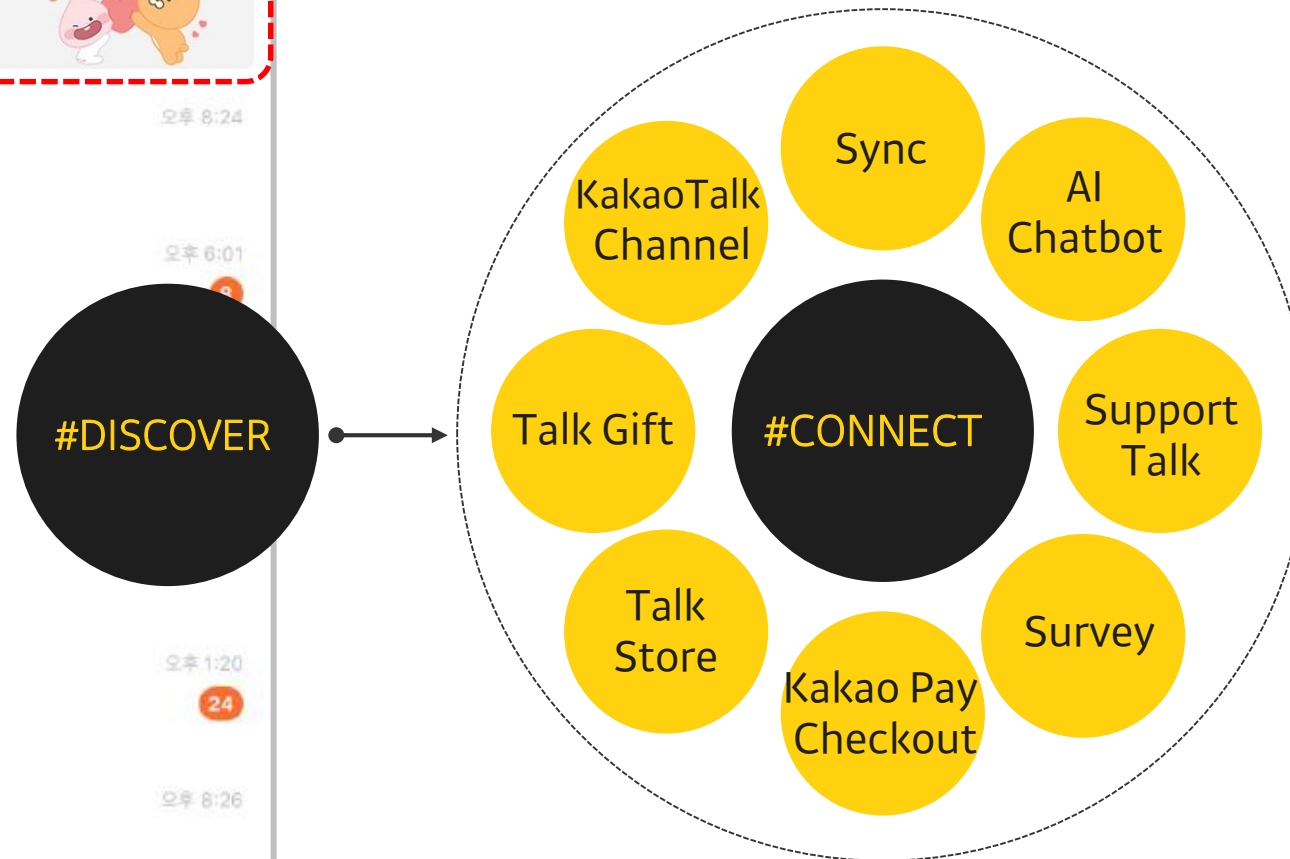 오후 8:24
오후 6:01
8
#DISCOVER
오후 1:20
24
오후 8:26
Sync
KakaoTalk
Channel
AI
Chatbot
Talk Gift
#CONNECT
Support
Talk
Talk
Store
Survey
Kakao Pay
Checkout